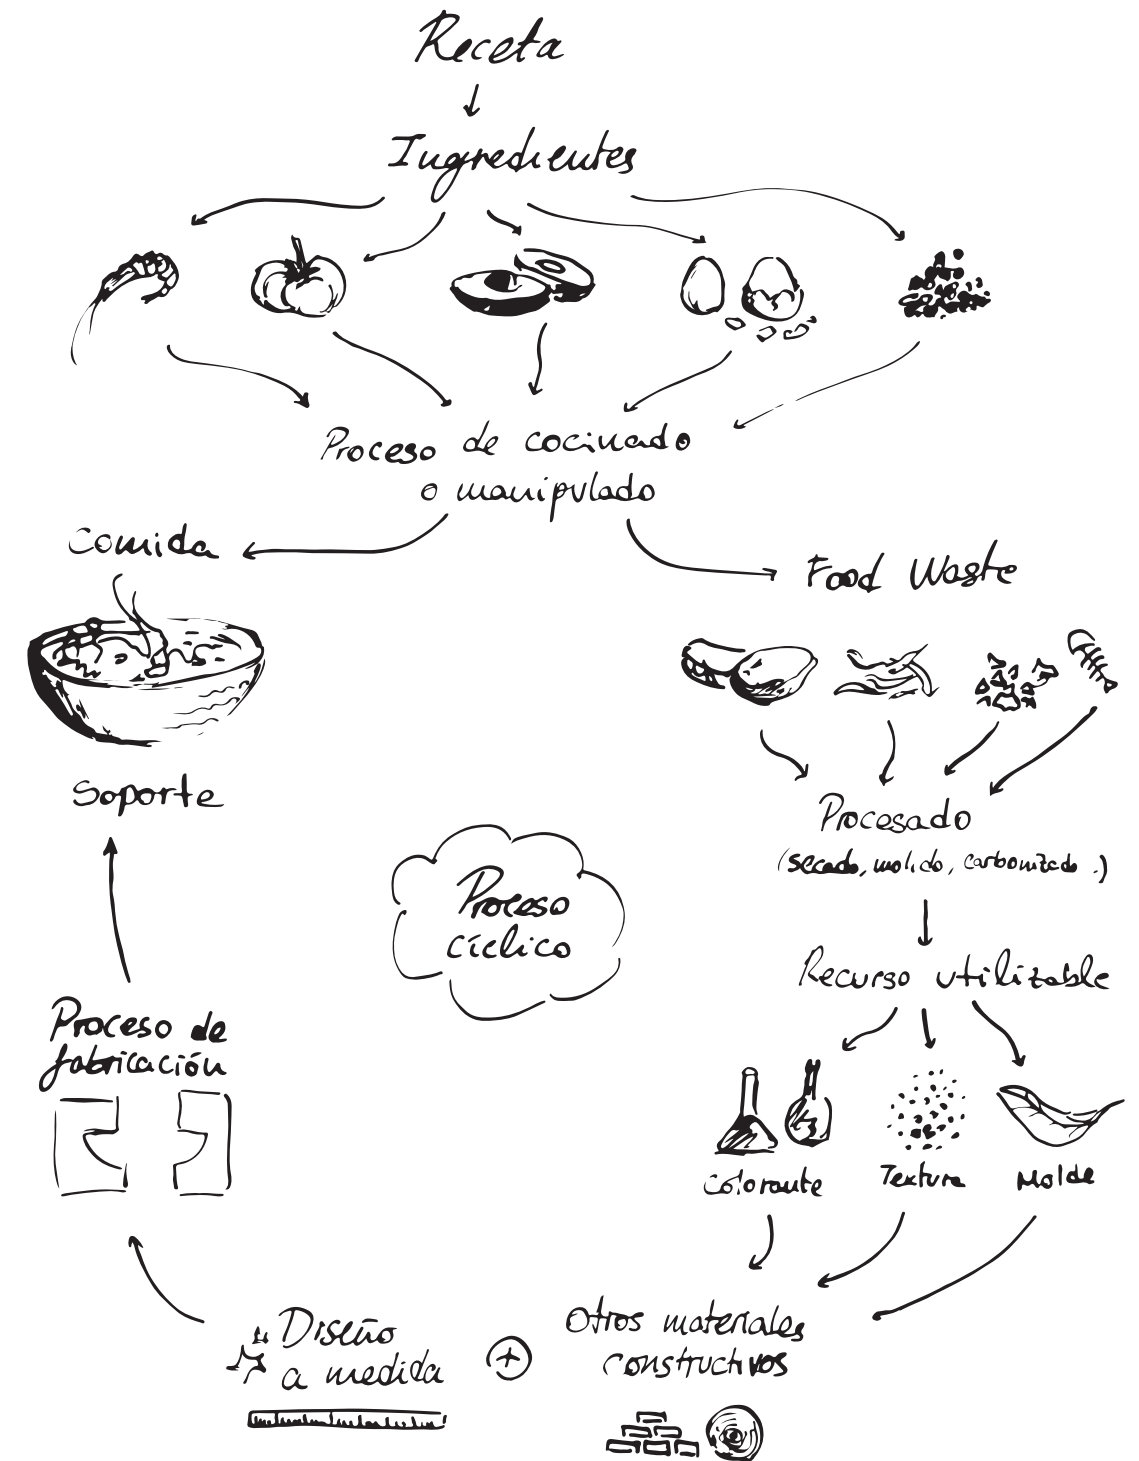 Receta
Ingredientes
Proceso de cocinado
o manipulado
Comida
Food Waste
Soporte
Procesado
(secado, molido, carbonizado..)
Proceso
cíclico
Recurso utilizable
Proceso de
fabricación
Colorante
Textura
Molde
Diseño
a medida
+
Otros materiales
constructivos